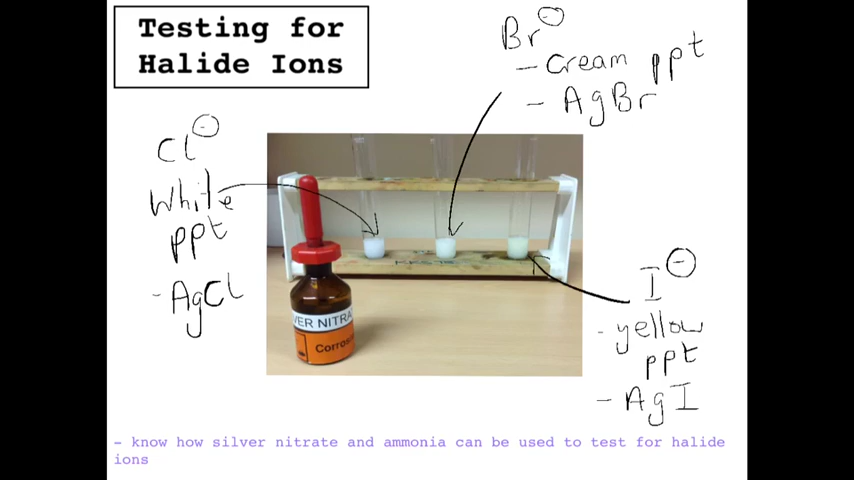 Testing for
Halide Ions
Br⊖
- Cream ppt
- AgBr
Cl⊖
White
ppt
- AgCl
VER NITRA
Corros
I⊖
- yellow
ppt
- AgI
- know how silver nitrate and ammonia can be used to test for halide
ions